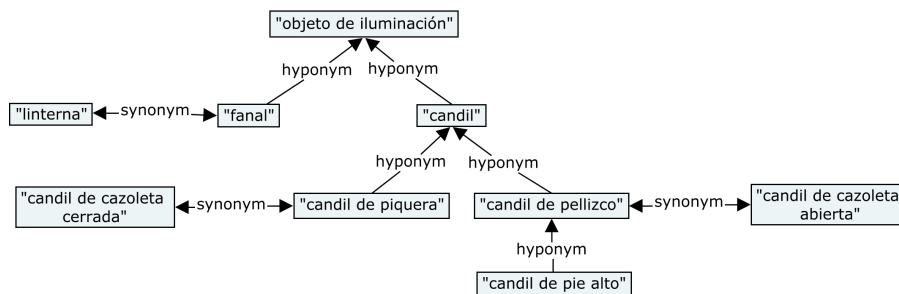 "objeto de iluminación"
hyponym
hyponym
"linterna"
synonym
"fanal"
"candil"
hyponym
hyponym
"candil de cazoleta
cerrada"
synonym
"candil de piquera"
"candil de pellizco"
synonym
"candil de cazoleta
abierta"
hyponym
"candil de pie alto"